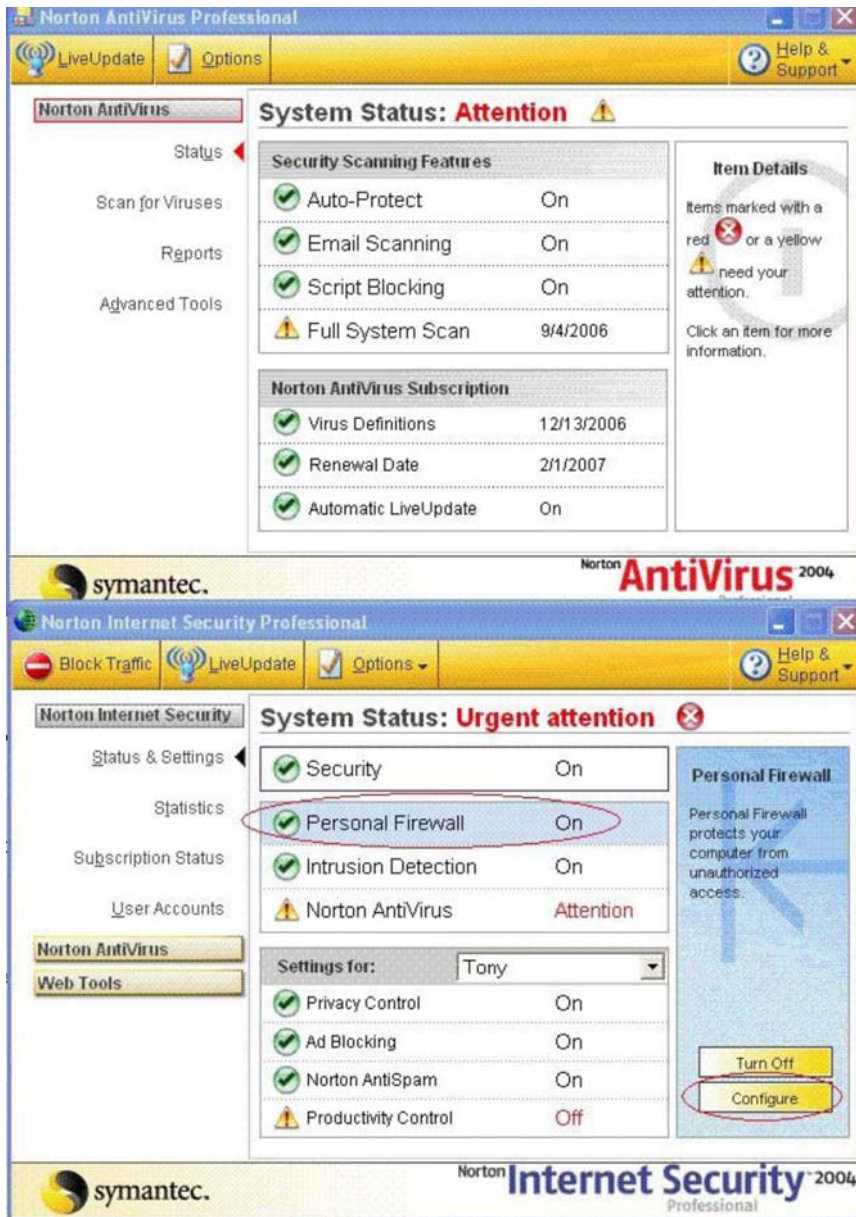 Norton AntiVirus Professional
LiveUpdate
Options
Help & Support
Norton AntiVirus
Status
Scan for Viruses
Reports
Advanced Tools
System Status: Attention
Security Scanning Features
Auto-Protect On
Email Scanning On
Script Blocking On
Full System Scan 9/4/2006
Norton AntiVirus Subscription
Virus Definitions 12/13/2006
Renewal Date 2/1/2007
Automatic LiveUpdate On
Item Details
Items marked with a
red or a yellow
need your
attention.
Click an item for more
information.
symantec.
Norton AntiVirus 2004
Professional
Norton Internet Security Professional
Block Traffic
LiveUpdate
Options
Help & Support
Norton Internet Security
Status & Settings
Statistics
Subscription Status
User Accounts
Norton AntiVirus
Web Tools
System Status: Urgent attention
Security On
Personal Firewall On
Intrusion Detection On
Norton AntiVirus Attention
Settings for: Tony
Privacy Control On
Ad Blocking On
Norton AntiSpam On
Productivity Control Off
Personal Firewall
Personal Firewall
protects your
computer from
unauthorized
access.
Turn Off
Configure
symantec.
Norton Internet Security 2004
Professional